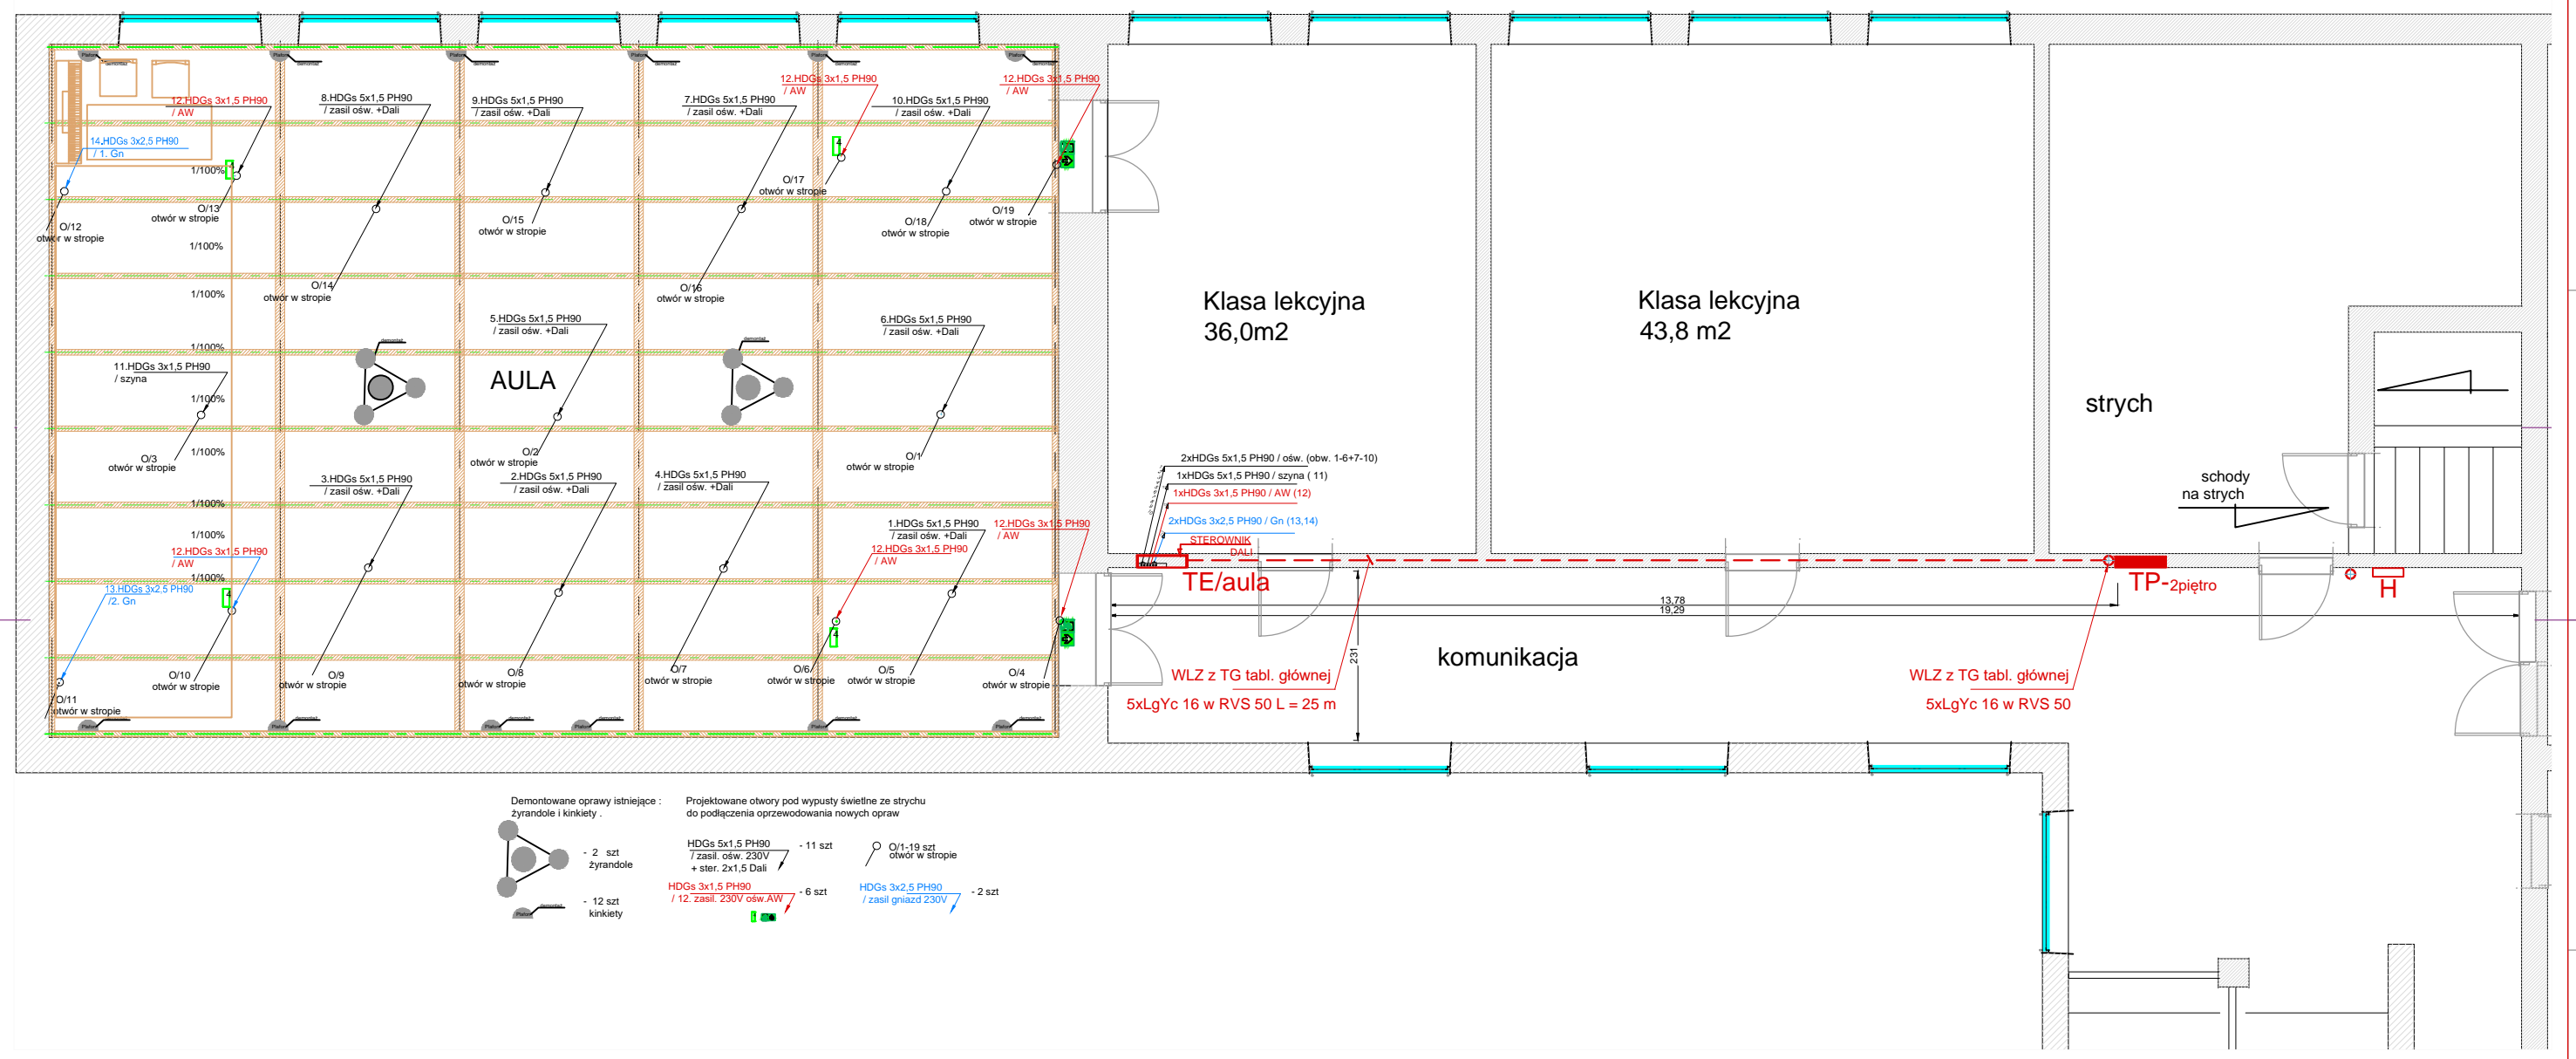 12.HDGs 3x1,5 PH90
/ AW
14.HDGs 3x2,5 PH90
/ 1. Gn
8.HDGs 5x1,5 PH90
/ zasil ośw. +Dali
9.HDGs 5x1,5 PH90
/ zasil ośw. +Dali
7.HDGs 5x1,5 PH90
/ zasil ośw. +Dali
12.HDGs 3x1,5 PH90
/ AW
10.HDGs 5x1,5 PH90
/ zasil ośw. +Dali
12.HDGs 3x1,5 PH90
/ AW
4
4
1/100%
O/12
otwór w stropie
O/13
otwór w stropie
O/15
otwór w stropie
O/17
otwór w stropie
O/18
otwór w stropie
O/19
otwór w stropie
1/100%
1/100%
O/14
otwór w stropie
O/16
otwór w stropie
5.HDGs 5x1,5 PH90
/ zasil ośw. +Dali
6.HDGs 5x1,5 PH90
/ zasil ośw. +Dali
1/100%
demontaż
demontaż
11.HDGs 3x1,5 PH90
/ szyna
AULA
1/100%
O/3
otwór w stropie
1/100%
O/2
otwór w stropie
O/1
otwór w stropie
3.HDGs 5x1,5 PH90
/ zasil ośw. +Dali
2.HDGs 5x1,5 PH90
/ zasil ośw. +Dali
4.HDGs 5x1,5 PH90
/ zasil ośw. +Dali
1/100%
1/100%
12.HDGs 3x1,5 PH90
/ AW
1/100%
13.HDGs 3x2,5 PH90
/2. Gn
4
1.HDGs 5x1,5 PH90
/ zasil ośw. +Dali
12.HDGs 3x1,5 PH90
/ AW
12.HDGs 3x1,5 PH90
/ AW
4
O/11
otwór w stropie
O/10
otwór w stropie
O/9
otwór w stropie
O/8
otwór w stropie
O/7
otwór w stropie
O/6
otwór w stropie
O/5
otwór w stropie
O/4
otwór w stropie
Klasa lekcyjna
36,0m2
Klasa lekcyjna
43,8 m2
strych
schody
na strych
2xHDGs 5x1,5 PH90 / ośw. (obw. 1-6+7-10)
1xHDGs 5x1,5 PH90 / szyna ( 11)
1xHDGs 3x1,5 PH90 / AW (12)
2xHDGs 3x2,5 PH90 / Gn (13,14)
STEROWNIK
DALI
TE/aula
TP-2piętro
H
13,78
19,29
231
komunikacja
WLZ z TG tabl. głównej
5xLgYc 16 w RVS 50 L = 25 m
WLZ z TG tabl. głównej
5xLgYc 16 w RVS 50
Demontowane oprawy istniejące :
żyrandole i kinkiety .
- 2 szt
żyrandole
- 12 szt
kinkiety
Projektowane otwory pod wypusty świetlne ze strychu
do podłączenia oprzewodowania nowych opraw
HDGs 5x1,5 PH90
/ zasil. ośw. 230V
+ ster. 2x1,5 Dali
- 11 szt
O/1-19 szt
otwór w stropie
HDGs 3x1,5 PH90
/ 12. zasil. 230V ośw.AW
- 6 szt
HDGs 3x2,5 PH90
/ zasil gniazd 230V
- 2 szt